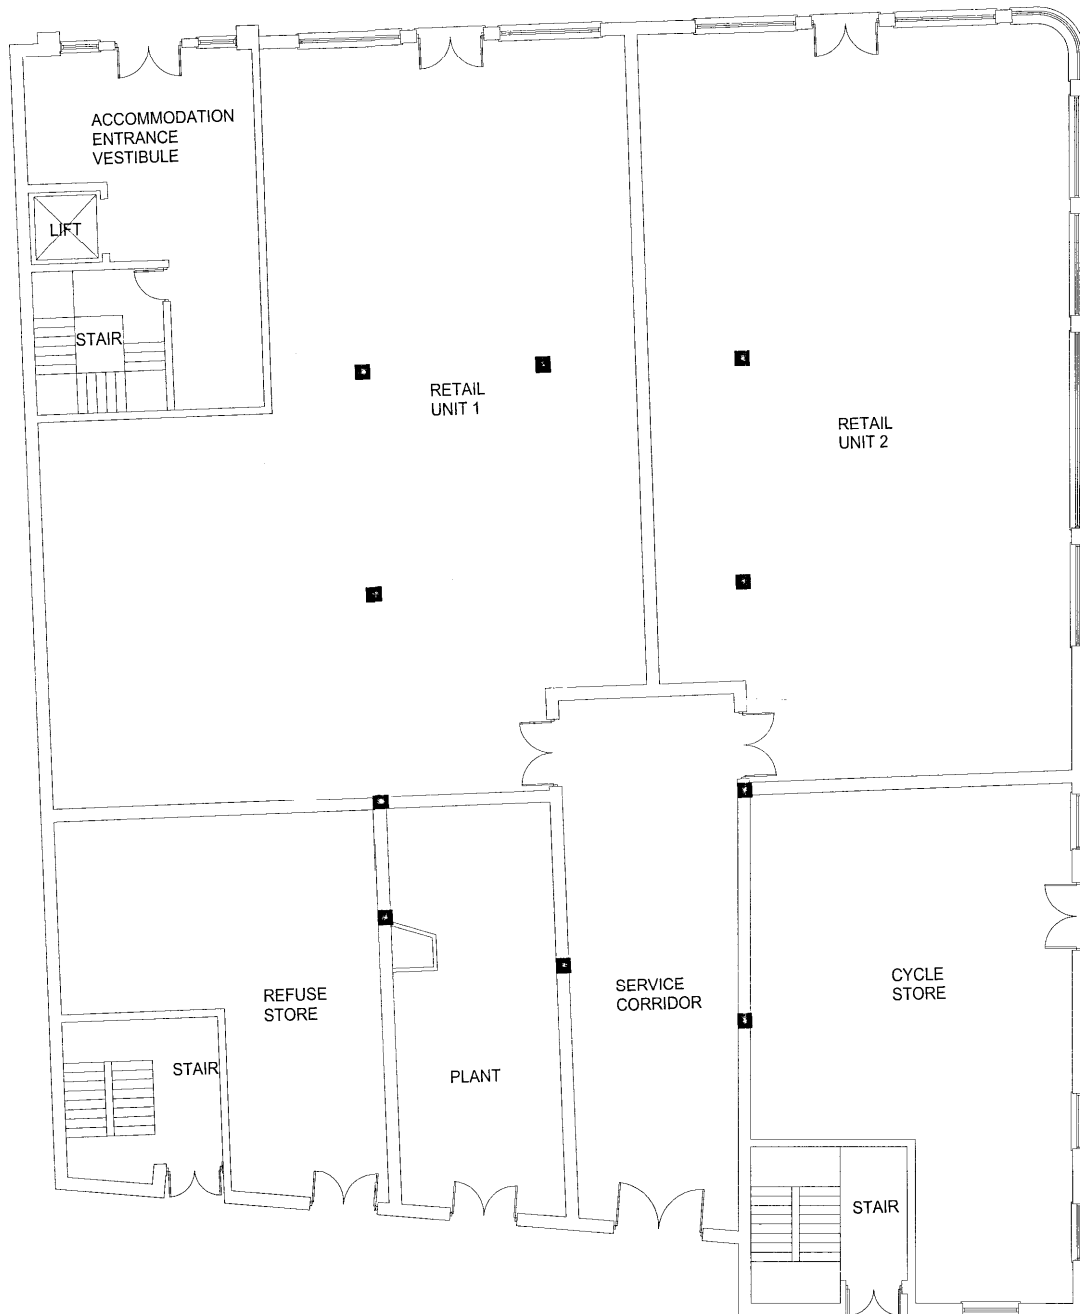 ACCOMMODATION
ENTRANCE
VESTIBULE
LIFT
STAIR
RETAIL
UNIT 1
RETAIL
UNIT 2
REFUSE
STORE
SERVICE
CORRIDOR
CYCLE
STORE
STAIR
PLANT
STAIR